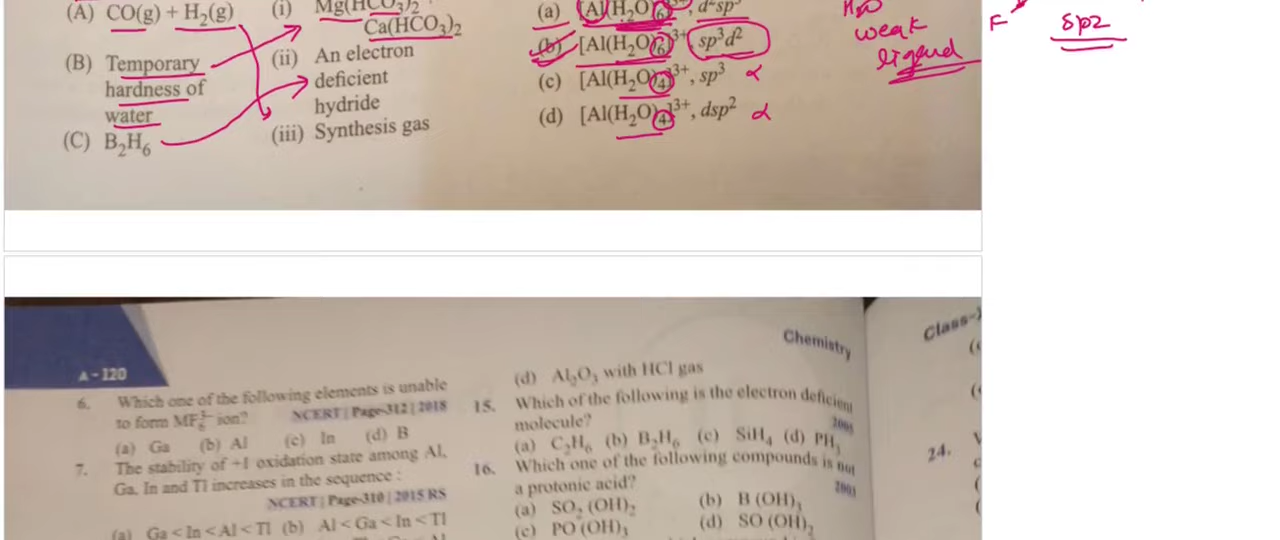 (A) CO(g) + H₂(g)
(B) Temporary
hardness of
water
(C) B₂H₆
(i) Mg(HCO₃)₂
Ca(HCO₃)₂
(ii) An electron
deficient
hydride
(iii) Synthesis gas
(a) [Al(H₂O)₆]³⁺, d²sp³
(b) [Al(H₂O)₆]³⁺, sp³d²
(c) [Al(H₂O)₄]³⁺, sp³
(d) [Al(H₂O)₄]³⁺, dsp²
H₂O
weak
ligand
F
sp2
A-120
Chemistry
Class-
6. Which one of the following elements is unable
to form MF₆³⁻ ion? NCERT | Page-312 | 2018
(a) Ga (b) Al (c) In (d) B
7. The stability of +1 oxidation state among Al,
Ga, In and Tl increases in the sequence :
NCERT | Page-310 | 2015 RS
(a) Ga < In < Al < Tl (b) Al < Ga < In < Tl
(d) Al₂O₃ with HCl gas
15. Which of the following is the electron deficient
molecule?
(a) C₂H₆ (b) B₂H₆ (c) SiH₄ (d) PH₃
16. Which one of the following compounds is not
a protonic acid?
(a) SO₂(OH)₂ (b) B(OH)₃
(c) PO(OH)₃ (d) SO(OH)₂
24.